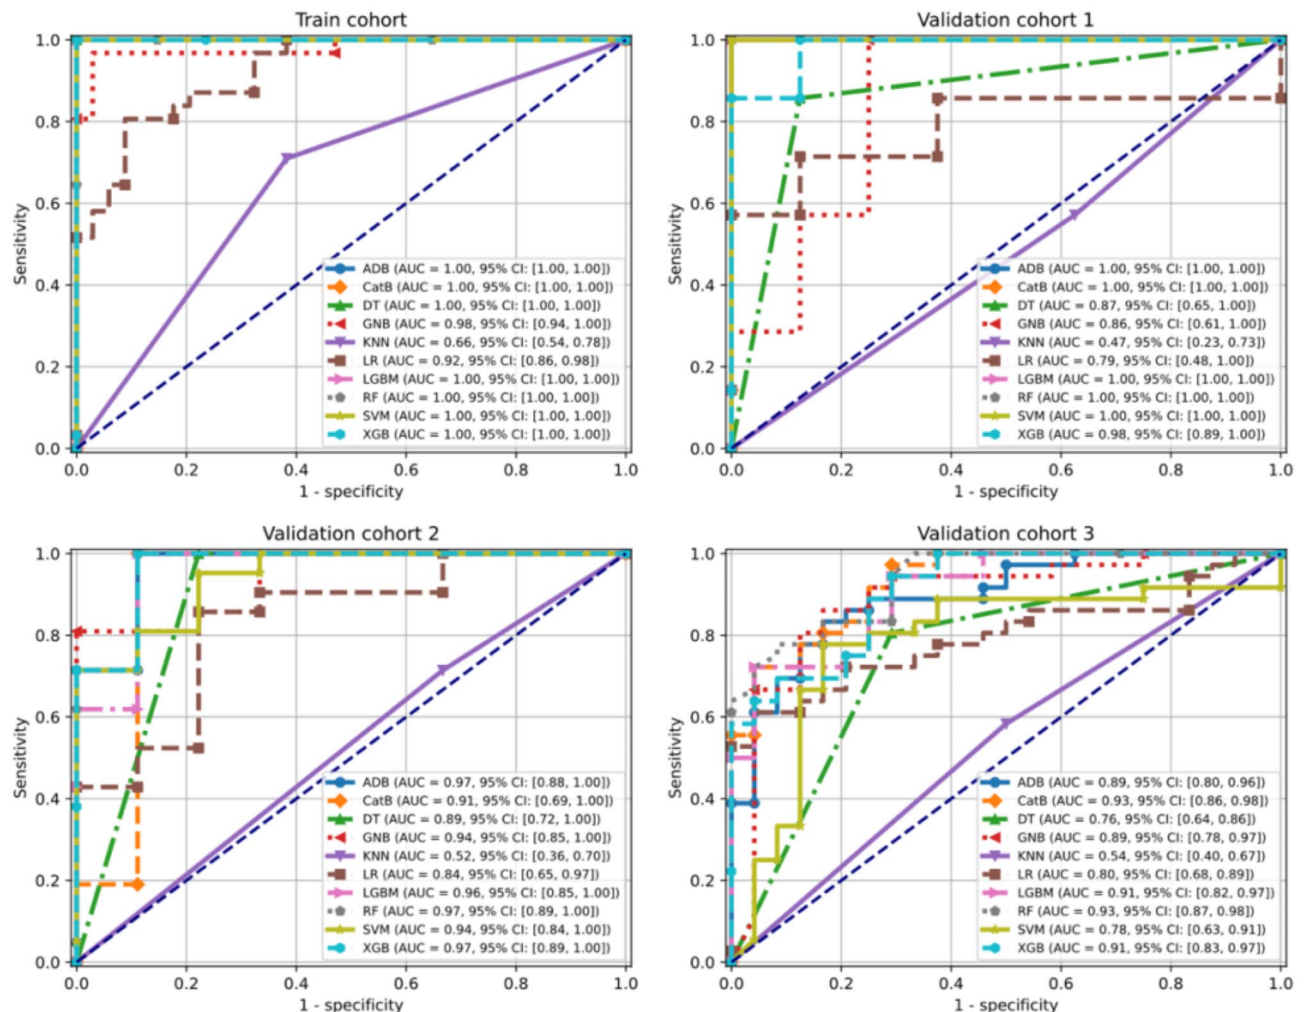 Train cohort
1.0
0.8
0.6
0.4
0.2
0.0
Sensitivity
ADB (AUC = 1.00, 95% CI: [1.00, 1.00])
CatB (AUC = 1.00, 95% CI: [1.00, 1.00])
DT (AUC = 1.00, 95% CI: [1.00, 1.00])
GNB (AUC = 0.98, 95% CI: [0.94, 1.00])
KNN (AUC = 0.66, 95% CI: [0.54, 0.78])
LR (AUC = 0.92, 95% CI: [0.86, 0.98])
LGBM (AUC = 1.00, 95% CI: [1.00, 1.00])
RF (AUC = 1.00, 95% CI: [1.00, 1.00])
SVM (AUC = 1.00, 95% CI: [1.00, 1.00])
XGB (AUC = 1.00, 95% CI: [1.00, 1.00])
0.0 0.2 0.4 0.6 0.8 1.0
1 - specificity
Validation cohort 1
1.0
0.8
0.6
0.4
0.2
0.0
Sensitivity
ADB (AUC = 1.00, 95% CI: [1.00, 1.00])
CatB (AUC = 1.00, 95% CI: [1.00, 1.00])
DT (AUC = 0.87, 95% CI: [0.65, 1.00])
GNB (AUC = 0.86, 95% CI: [0.61, 1.00])
KNN (AUC = 0.47, 95% CI: [0.23, 0.73])
LR (AUC = 0.79, 95% CI: [0.48, 1.00])
LGBM (AUC = 1.00, 95% CI: [1.00, 1.00])
RF (AUC = 1.00, 95% CI: [1.00, 1.00])
SVM (AUC = 1.00, 95% CI: [1.00, 1.00])
XGB (AUC = 0.98, 95% CI: [0.89, 1.00])
0.0 0.2 0.4 0.6 0.8 1.0
1 - specificity
Validation cohort 2
1.0
0.8
0.6
0.4
0.2
0.0
Sensitivity
ADB (AUC = 0.97, 95% CI: [0.88, 1.00])
CatB (AUC = 0.91, 95% CI: [0.69, 1.00])
DT (AUC = 0.89, 95% CI: [0.72, 1.00])
GNB (AUC = 0.94, 95% CI: [0.85, 1.00])
KNN (AUC = 0.52, 95% CI: [0.36, 0.70])
LR (AUC = 0.84, 95% CI: [0.65, 0.97])
LGBM (AUC = 0.96, 95% CI: [0.85, 1.00])
RF (AUC = 0.97, 95% CI: [0.89, 1.00])
SVM (AUC = 0.94, 95% CI: [0.84, 1.00])
XGB (AUC = 0.97, 95% CI: [0.89, 1.00])
0.0 0.2 0.4 0.6 0.8 1.0
1 - specificity
Validation cohort 3
1.0
0.8
0.6
0.4
0.2
0.0
Sensitivity
ADB (AUC = 0.89, 95% CI: [0.80, 0.96])
CatB (AUC = 0.93, 95% CI: [0.86, 0.98])
DT (AUC = 0.76, 95% CI: [0.64, 0.86])
GNB (AUC = 0.89, 95% CI: [0.78, 0.97])
KNN (AUC = 0.54, 95% CI: [0.40, 0.67])
LR (AUC = 0.80, 95% CI: [0.68, 0.89])
LGBM (AUC = 0.91, 95% CI: [0.82, 0.97])
RF (AUC = 0.93, 95% CI: [0.87, 0.98])
SVM (AUC = 0.78, 95% CI: [0.63, 0.91])
XGB (AUC = 0.91, 95% CI: [0.83, 0.97])
0.0 0.2 0.4 0.6 0.8 1.0
1 - specificity